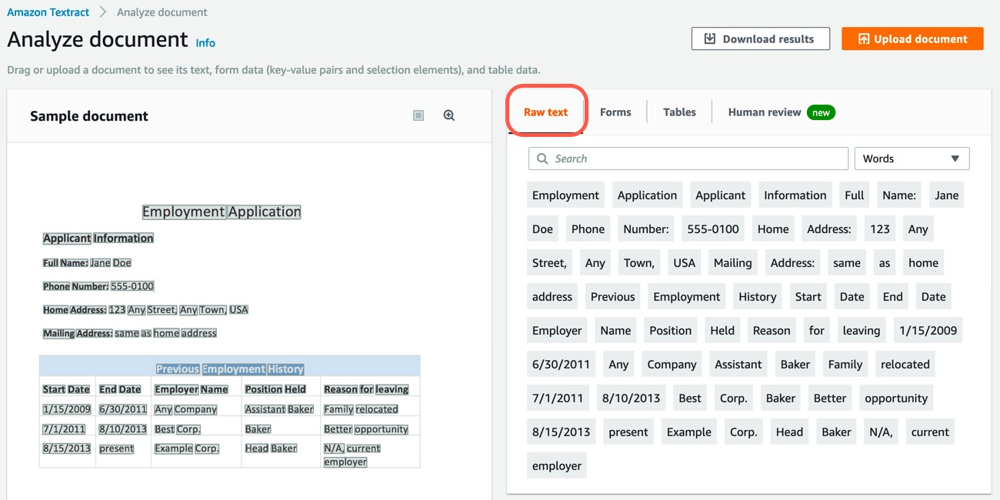 Amazon Textract > Analyze document
Analyze document Info
Download results
Upload document
Drag or upload a document to see its text, form data (key-value pairs and selection elements), and table data.
Sample document
Employment Application
Applicant Information
Full Name: Jane Doe
Phone Number: 555-0100
Home Address: 123 Any Street, Any Town, USA
Mailing Address: same as home address
Previous Employment History
Start Date End Date Employer Name Position Held Reason for leaving
1/15/2009 6/30/2011 Any Company Assistant Baker Family relocated
7/1/2011 8/10/2013 Best Corp. Baker Better opportunity
8/15/2013 present Example Corp. Head Baker N/A, current
employer
Raw text Forms Tables Human review new
Search Words
Employment Application Applicant Information Full Name: Jane
Doe Phone Number: 555-0100 Home Address: 123 Any
Street, Any Town, USA Mailing Address: same as home
address Previous Employment History Start Date End Date
Employer Name Position Held Reason for leaving 1/15/2009
6/30/2011 Any Company Assistant Baker Family relocated
7/1/2011 8/10/2013 Best Corp. Baker Better opportunity
8/15/2013 present Example Corp. Head Baker N/A, current
employer